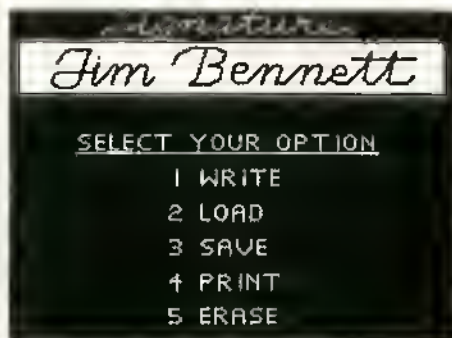 Jim Bennett
SELECT YOUR OPTION
1 WRITE
2 LOAD
3 SAVE
4 PRINT
5 ERASE